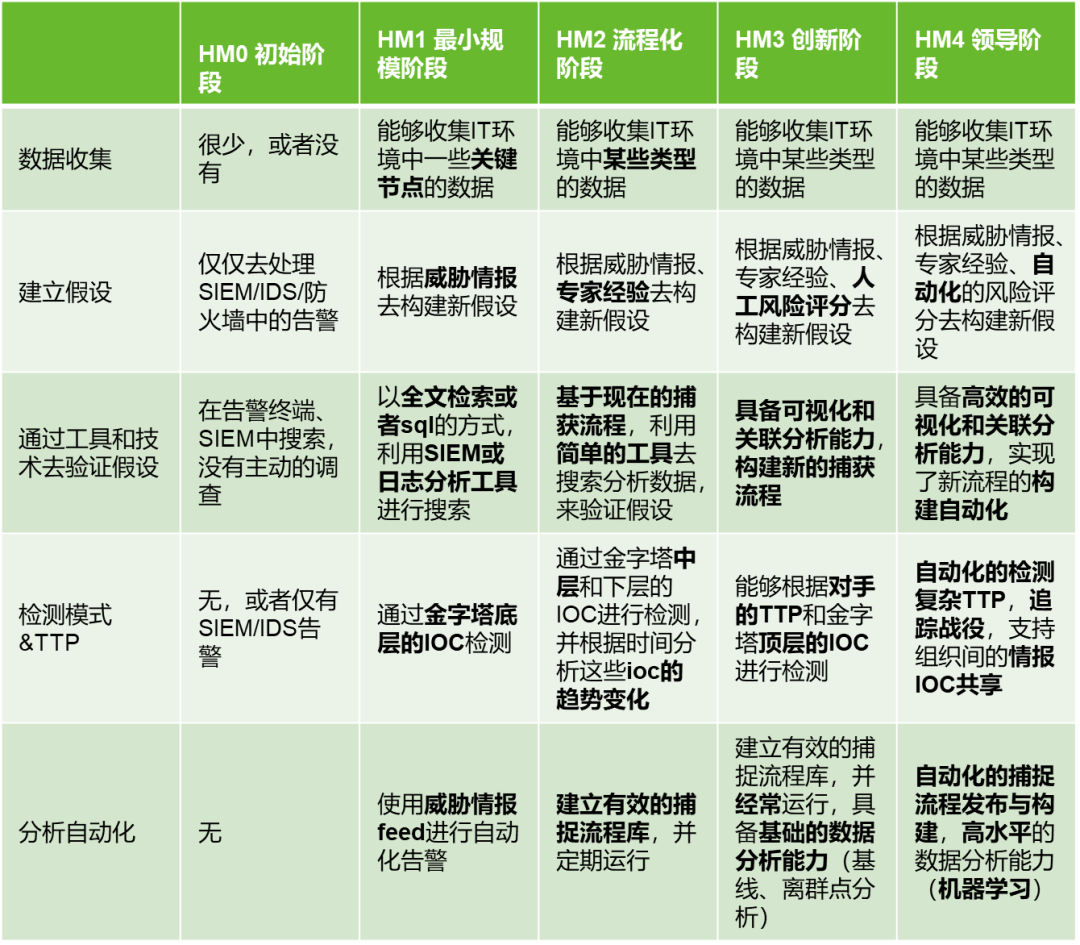 HM0 初始阶
段
HM1 最小规
模阶段
HM2 流程化
阶段
HM3 创新阶
段
HM4 领导阶
段
数据收集
很少，或者没
有
能够收集IT环
境中一些关键
节点的数据
能够收集IT环
境中某些类型
的数据
能够收集IT环
境中某些类型
的数据
能够收集IT环
境中某些类型
的数据
建立假设
仅仅去处理
SIEM/IDS/防
火墙中的告警
根据威胁情报
去构建新假设
根据威胁情报、
专家经验去构
建新假设
根据威胁情报、
专家经验、人
工风险评分去
构建新假设
根据威胁情报、
专家经验、自
动化的风险评
分去构建新假
设
通过工具和技
术去验证假设
在告警终端、
SIEM中搜索，
没有主动的调
查
以全文检索或
者sql的方式，
利用SIEM或
日志分析工具
进行搜索
基于现在的捕
获流程，利用
简单的工具去
搜索分析数据，
来验证假设
具备可视化和
关联分析能力，
构建新的捕获
流程
具备高效的可
视化和关联分
析能力，实现
了新流程的构
建自动化
检测模式
&TTP
无，或者仅有
SIEM/IDS告
警
通过金字塔底
层的IOC检测
通过金字塔中
层和下层的
IOC进行检测，
并根据时间分
析这些ioc的
趋势变化
能够根据对手
的TTP和金字
塔顶层的IOC
进行检测
自动化的检测
复杂TTP，追
踪战役，支持
组织间的情报
IOC共享
分析自动化
无
使用威胁情报
feed进行自动
化告警
建立有效的捕
捉流程库，并
定期运行
建立有效的捕
捉流程库，并
经常运行，具
备基础的数据
分析能力（基
线、离群点分
析）
自动化的捕捉
流程发布与构
建，高水平的
数据分析能力
（机器学习）